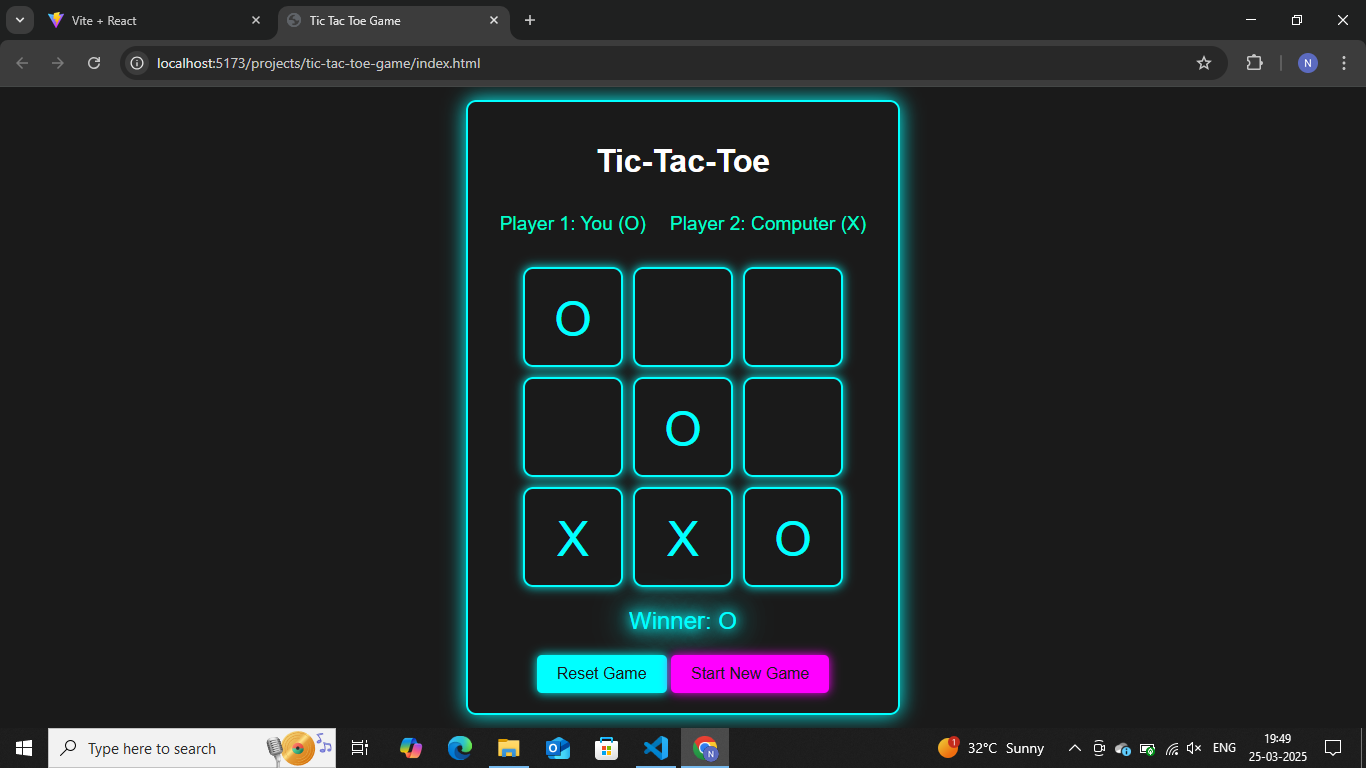 Vite + React
Tic Tac Toe Game
localhost:5173/projects/tic-tac-toe-game/index.html
N
Tic-Tac-Toe
Player 1: You (O) Player 2: Computer (X)
O
O
X X O
Winner: O
Reset Game Start New Game
Type here to search
N
1
32°C Sunny
ENG
19:49
25-03-2025